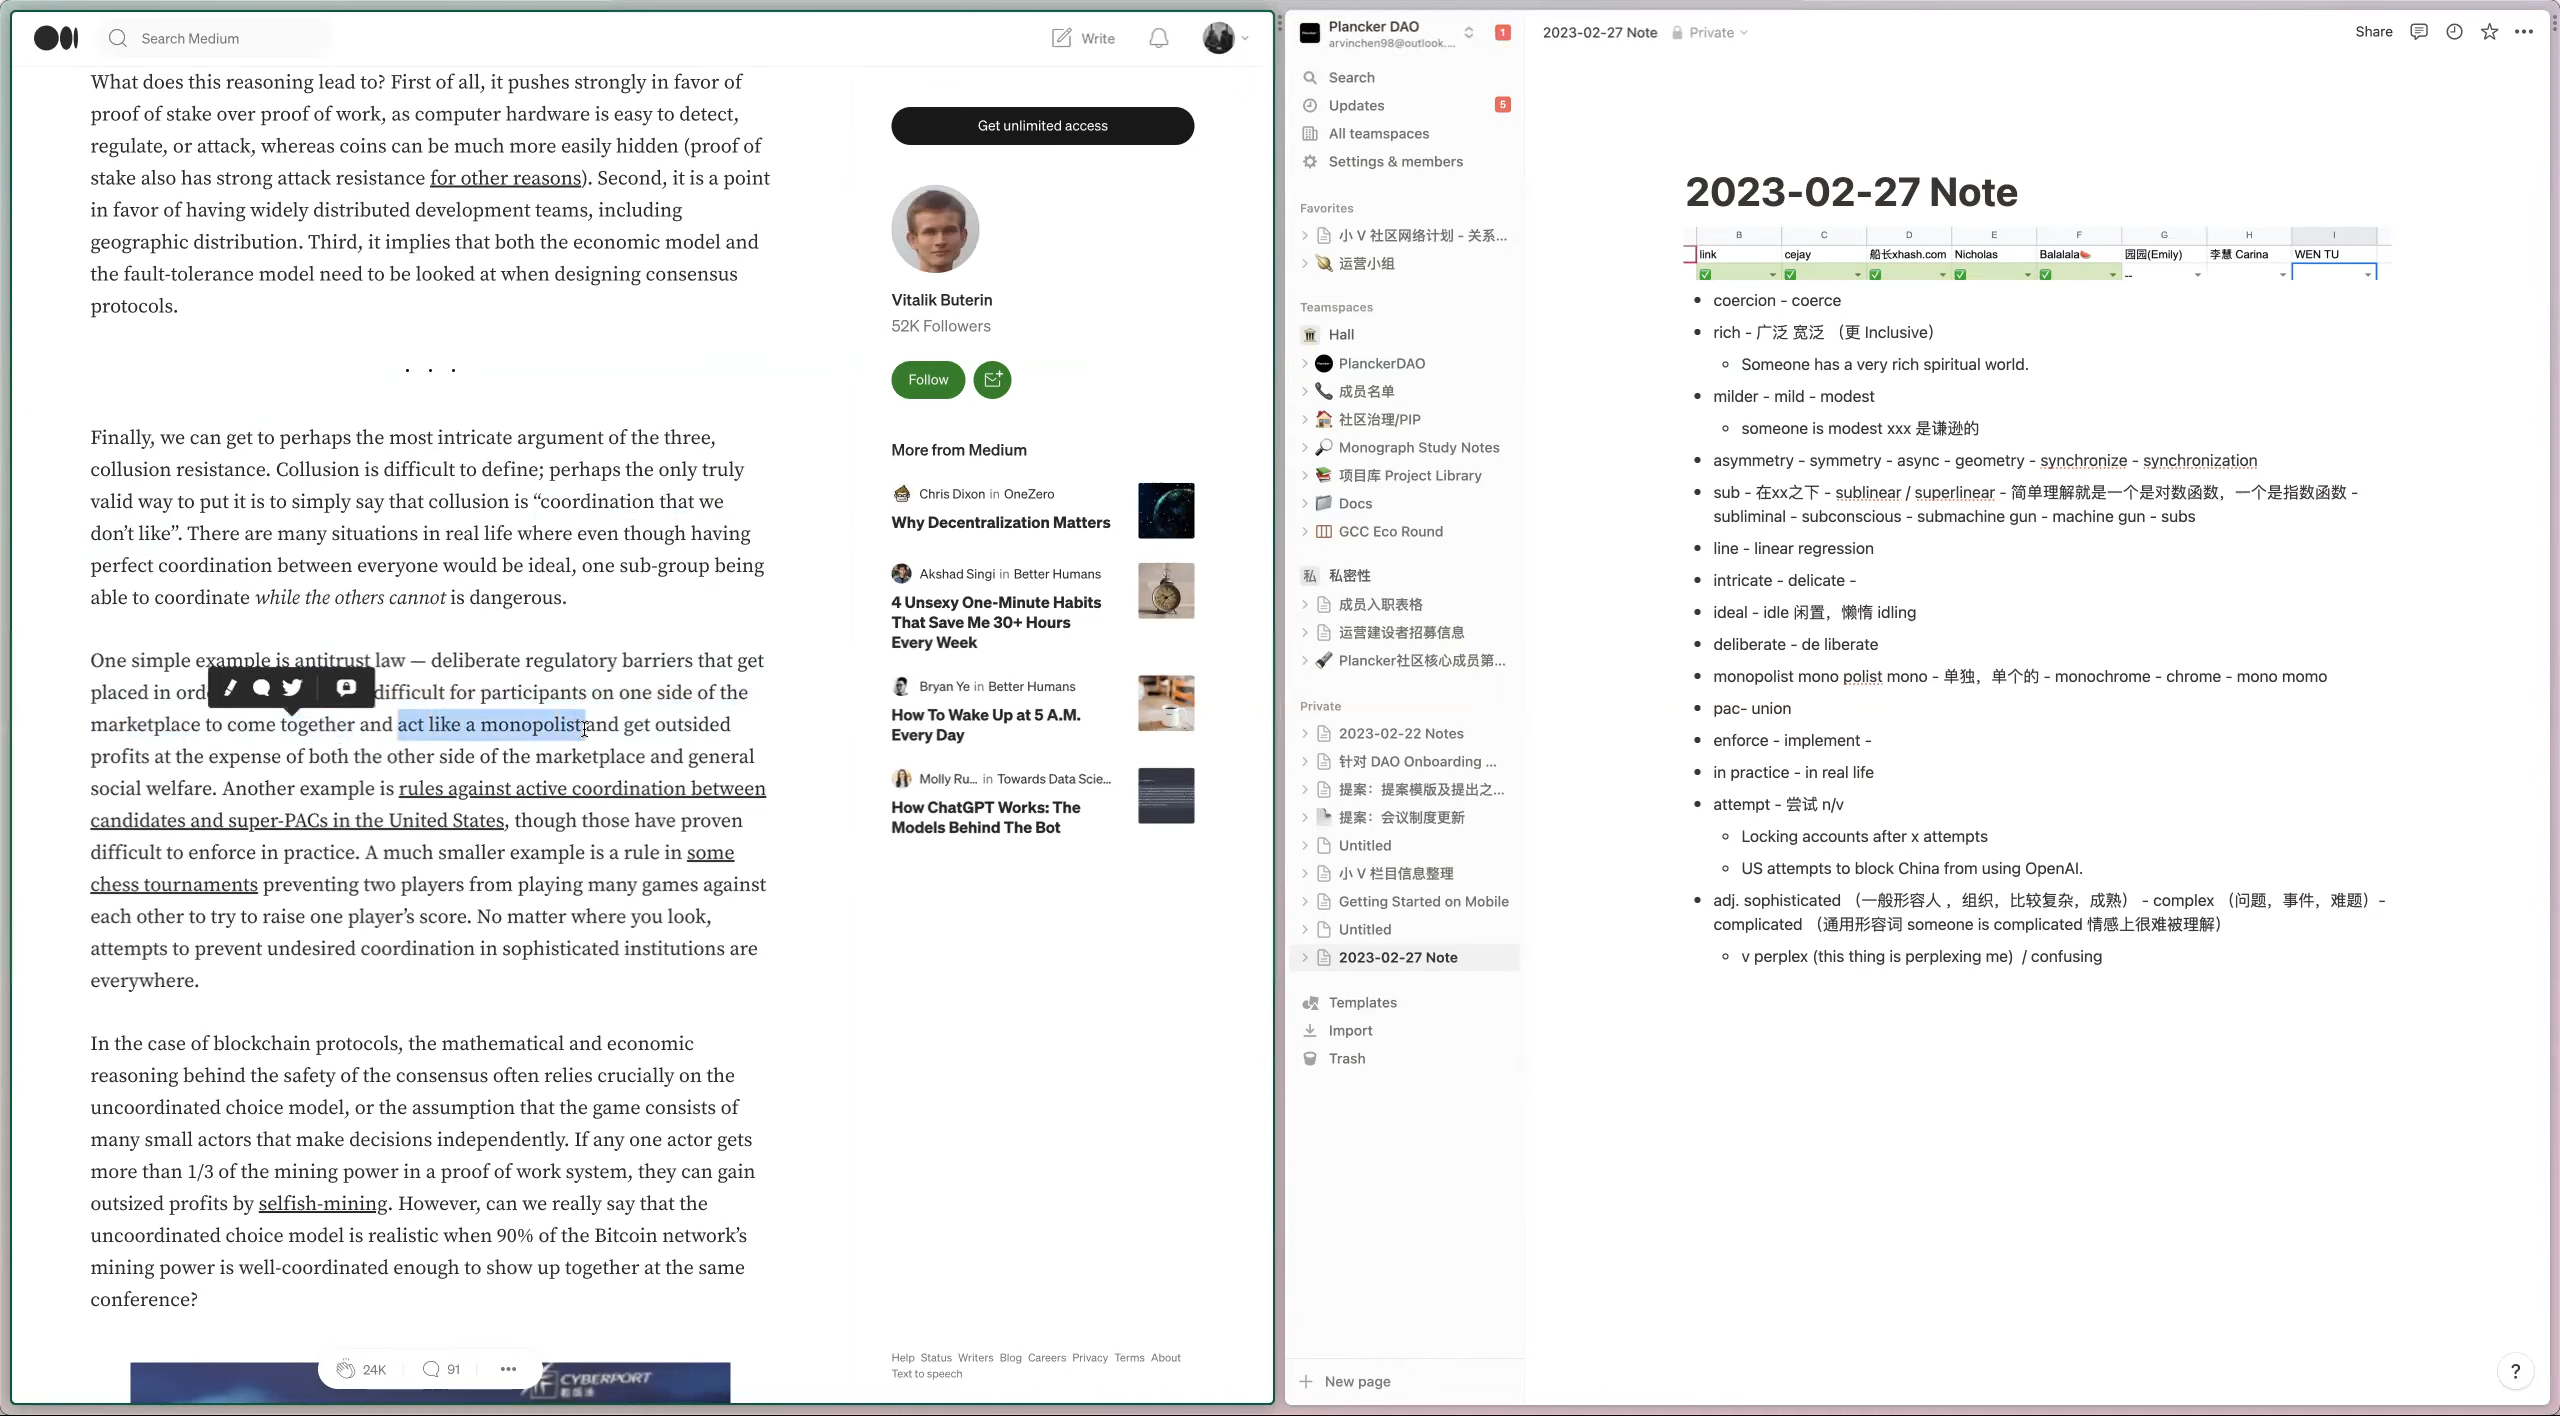 Search Medium
Write
What does this reasoning lead to? First of all, it pushes strongly in favor of
proof of stake over proof of work, as computer hardware is easy to detect,
regulate, or attack, whereas coins can be much more easily hidden (proof of
stake also has strong attack resistance for other reasons). Second, it is a point
in favor of having widely distributed development teams, including
geographic distribution. Third, it implies that both the economic model and
the fault-tolerance model need to be looked at when designing consensus
protocols.
. . .
Finally, we can get to perhaps the most intricate argument of the three,
collusion resistance. Collusion is difficult to define; perhaps the only truly
valid way to put it is to simply say that collusion is “coordination that we
don’t like”. There are many situations in real life where even though having
perfect coordination between everyone would be ideal, one sub-group being
able to coordinate while the others cannot is dangerous.
One simple example is antitrust law — deliberate regulatory barriers that get
placed in difficult for participants on one side of the
marketplace to come together and act like a monopolist and get outsided
profits at the expense of both the other side of the marketplace and general
social welfare. Another example is rules against active coordination between
candidates and super-PACs in the United States, though those have proven
difficult to enforce in practice. A much smaller example is a rule in some
chess tournaments preventing two players from playing many games against
each other to try to raise one player’s score. No matter where you look,
attempts to prevent undesired coordination in sophisticated institutions are
everywhere.
In the case of blockchain protocols, the mathematical and economic
reasoning behind the safety of the consensus often relies crucially on the
uncoordinated choice model, or the assumption that the game consists of
many small actors that make decisions independently. If any one actor gets
more than 1/3 of the mining power in a proof of work system, they can gain
outsized profits by selfish-mining. However, can we really say that the
uncoordinated choice model is realistic when 90% of the Bitcoin network’s
mining power is well-coordinated enough to show up together at the same
conference?
24K
91
CYBERPORT
Get unlimited access
Vitalik Buterin
52K Followers
Follow
More from Medium
Chris Dixon in OneZero
Why Decentralization Matters
Akshad Singi in Better Humans
4 Unsexy One-Minute Habits
That Save Me 30+ Hours
Every Week
Bryan Ye in Better Humans
How To Wake Up at 5 A.M.
Every Day
Molly Ru... in Towards Data Scie...
How ChatGPT Works: The
Models Behind The Bot
Help Status Writers Blog Careers Privacy Terms About
Text to speech
Plancker DAO
arvinchen98@outlook....
1
Search
Updates
5
All teamspaces
Settings & members
Favorites
小 V 社区网络计划 - 关系...
运营小组
Teamspaces
Hall
PlanckerDAO
成员名单
社区治理/PIP
Monograph Study Notes
项目库 Project Library
Docs
GCC Eco Round
私 私密性
成员入职表格
运营建设者招募信息
Plancker社区核心成员第...
Private
2023-02-22 Notes
针对 DAO Onboarding ...
提案：提案模版及提出之...
提案：会议制度更新
Untitled
小 V 栏目信息整理
Getting Started on Mobile
Untitled
2023-02-27 Note
Templates
Import
Trash
New page
2023-02-27 Note Private
Share
2023-02-27 Note
B C D E F G H I
link cejay 船长xhash.com Nicholas Balalala🍉 园园(Emily) 李慧 Carina WEN TU
--
• coercion - coerce
• rich - 广泛 宽泛 （更 Inclusive）
◦ Someone has a very rich spiritual world.
• milder - mild - modest
◦ someone is modest xxx 是谦逊的
• asymmetry - symmetry - async - geometry - synchronize - synchronization
• sub - 在xx之下 - sublinear / superlinear - 简单理解就是一个是对数函数，一个是指数函数 -
subliminal - subconscious - submachine gun - machine gun - subs
• line - linear regression
• intricate - delicate -
• ideal - idle 闲置，懒惰 idling
• deliberate - de liberate
• monopolist mono polist mono - 单独，单个的 - monochrome - chrome - mono momo
• pac- union
• enforce - implement -
• in practice - in real life
• attempt - 尝试 n/v
◦ Locking accounts after x attempts
◦ US attempts to block China from using OpenAI.
• adj. sophisticated （一般形容人 ，组织，比较复杂，成熟） - complex （问题，事件，难题）-
complicated （通用形容词 someone is complicated 情感上很难被理解）
◦ v perplex (this thing is perplexing me) / confusing
?